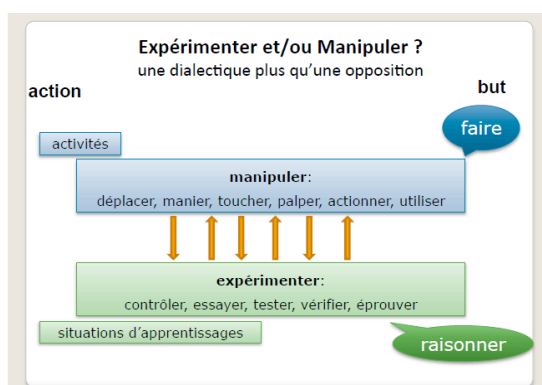 Expérimenter et/ou Manipuler ?
une dialectique plus qu'une opposition
action
but
faire
activités
manipuler:
déplacer, manier, toucher, palper, actionner, utiliser
expérimenter:
contrôler, essayer, tester, vérifier, éprouver
situations d'apprentissages
raisonner